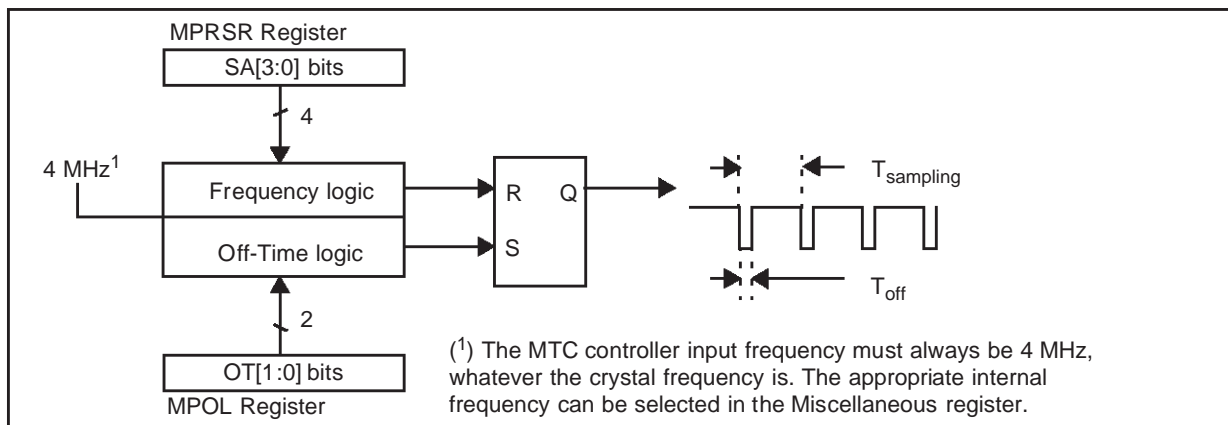 MPRSR Register
SA[3:0] bits
4
4 MHz¹
Frequency logic
Off-Time logic
R Q
S
Tsampling
Toff
2
OT[1:0] bits
MPOL Register
(¹) The MTC controller input frequency must always be 4 MHz,
whatever the crystal frequency is. The appropriate internal
frequency can be selected in the Miscellaneous register.